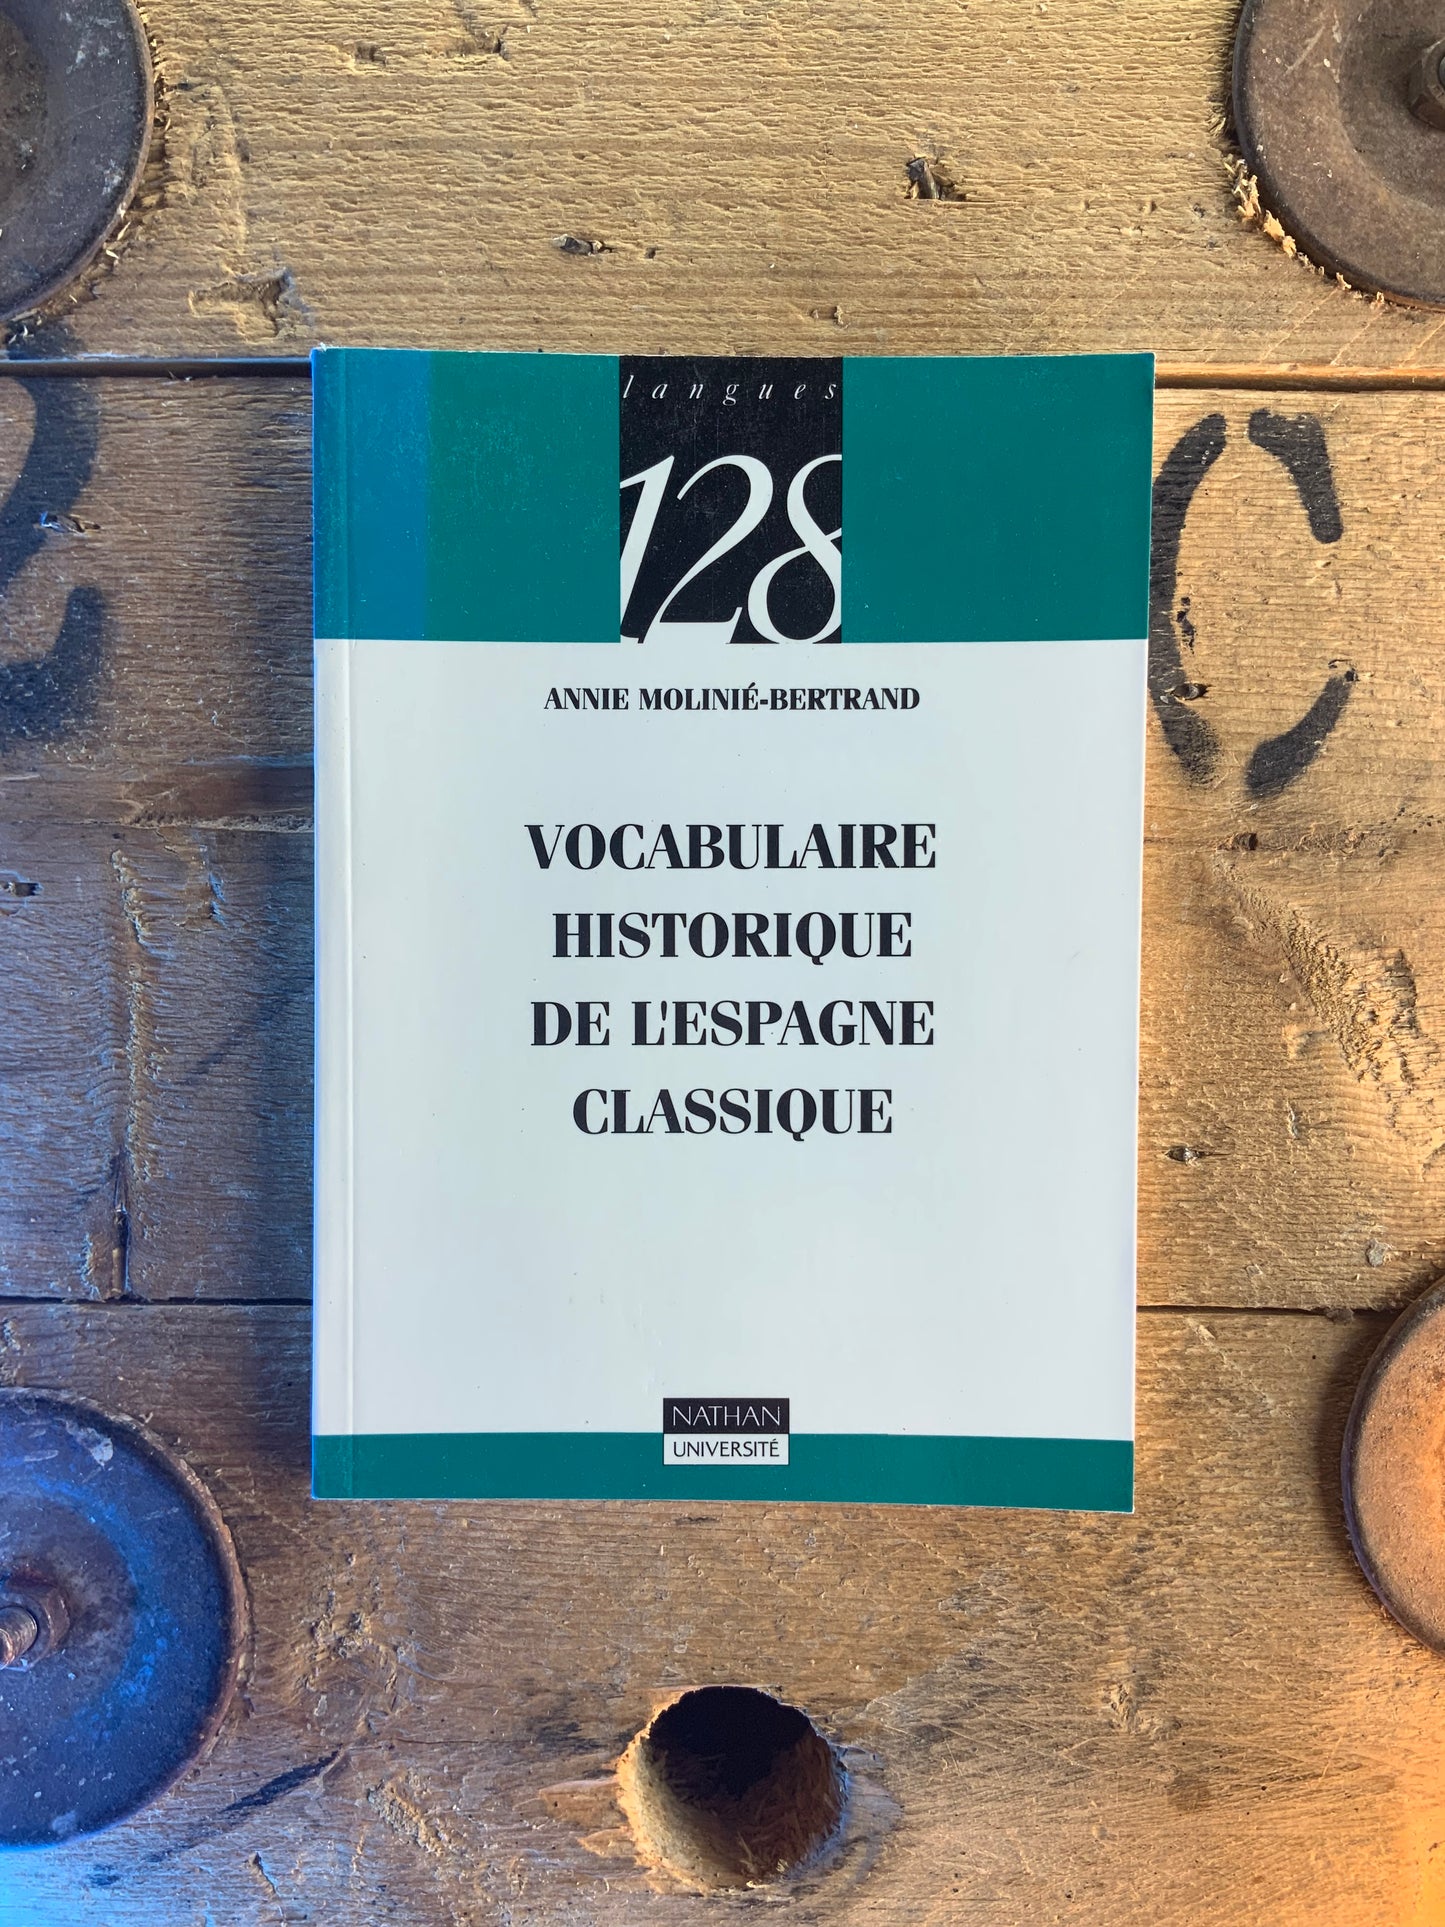 langues
128
ANNIE MOLINIÉ-BERTRAND
VOCABULAIRE
HISTORIQUE
DE L'ESPAGNE
CLASSIQUE
NATHAN
UNIVERSITÉ
C